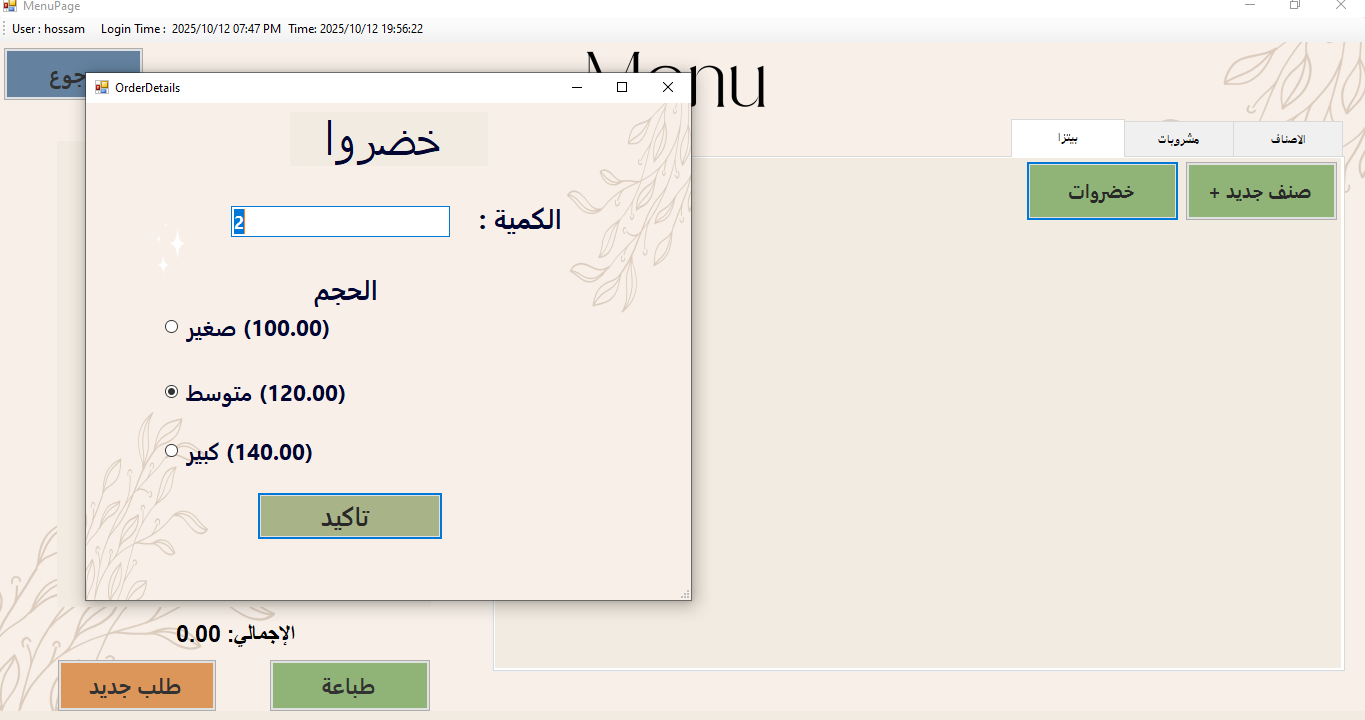 MenuPage
User : hossam Login Time : 2025/10/12 07:47 PM Time: 2025/10/12 19:56:22
جوع
Menu
OrderDetails
خضروا
الكمية :
2
الحجم
صغير (100.00)
متوسط (120.00)
كبير (140.00)
تاكيد
الاصناف
مشروبات
بيتزا
صنف جديد +
خضروات
الإجمالي: 0.00
طباعة
طلب جديد